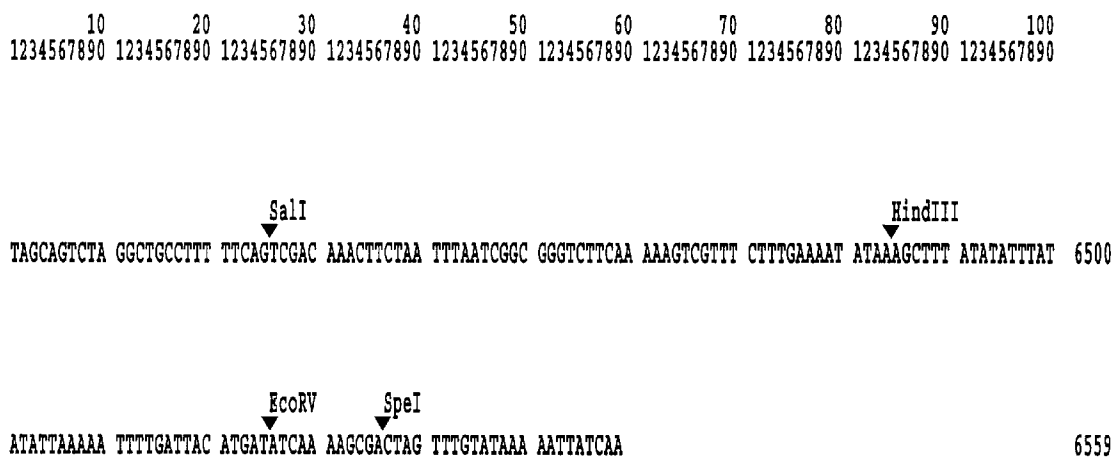 10 20 30 40 50 60 70 80 90 100
1234567890 1234567890 1234567890 1234567890 1234567890 1234567890 1234567890 1234567890 1234567890 1234567890
SalI HindIII
TAGCAGTCTA GGCTGCCTTT TTCAGTCGAC AAACTTCTAA TTTAATCGGC GGGTCTTCAA AAAGTCGTTT CTTTGAAAAT ATAAAGCTTT ATATATTTAT 6500
EcoRV SpeI
ATATTAAAAA TTTTGATTAC ATGATATCAA AAGCGACTAG TTTGTATAAA AATTATCAA 6559